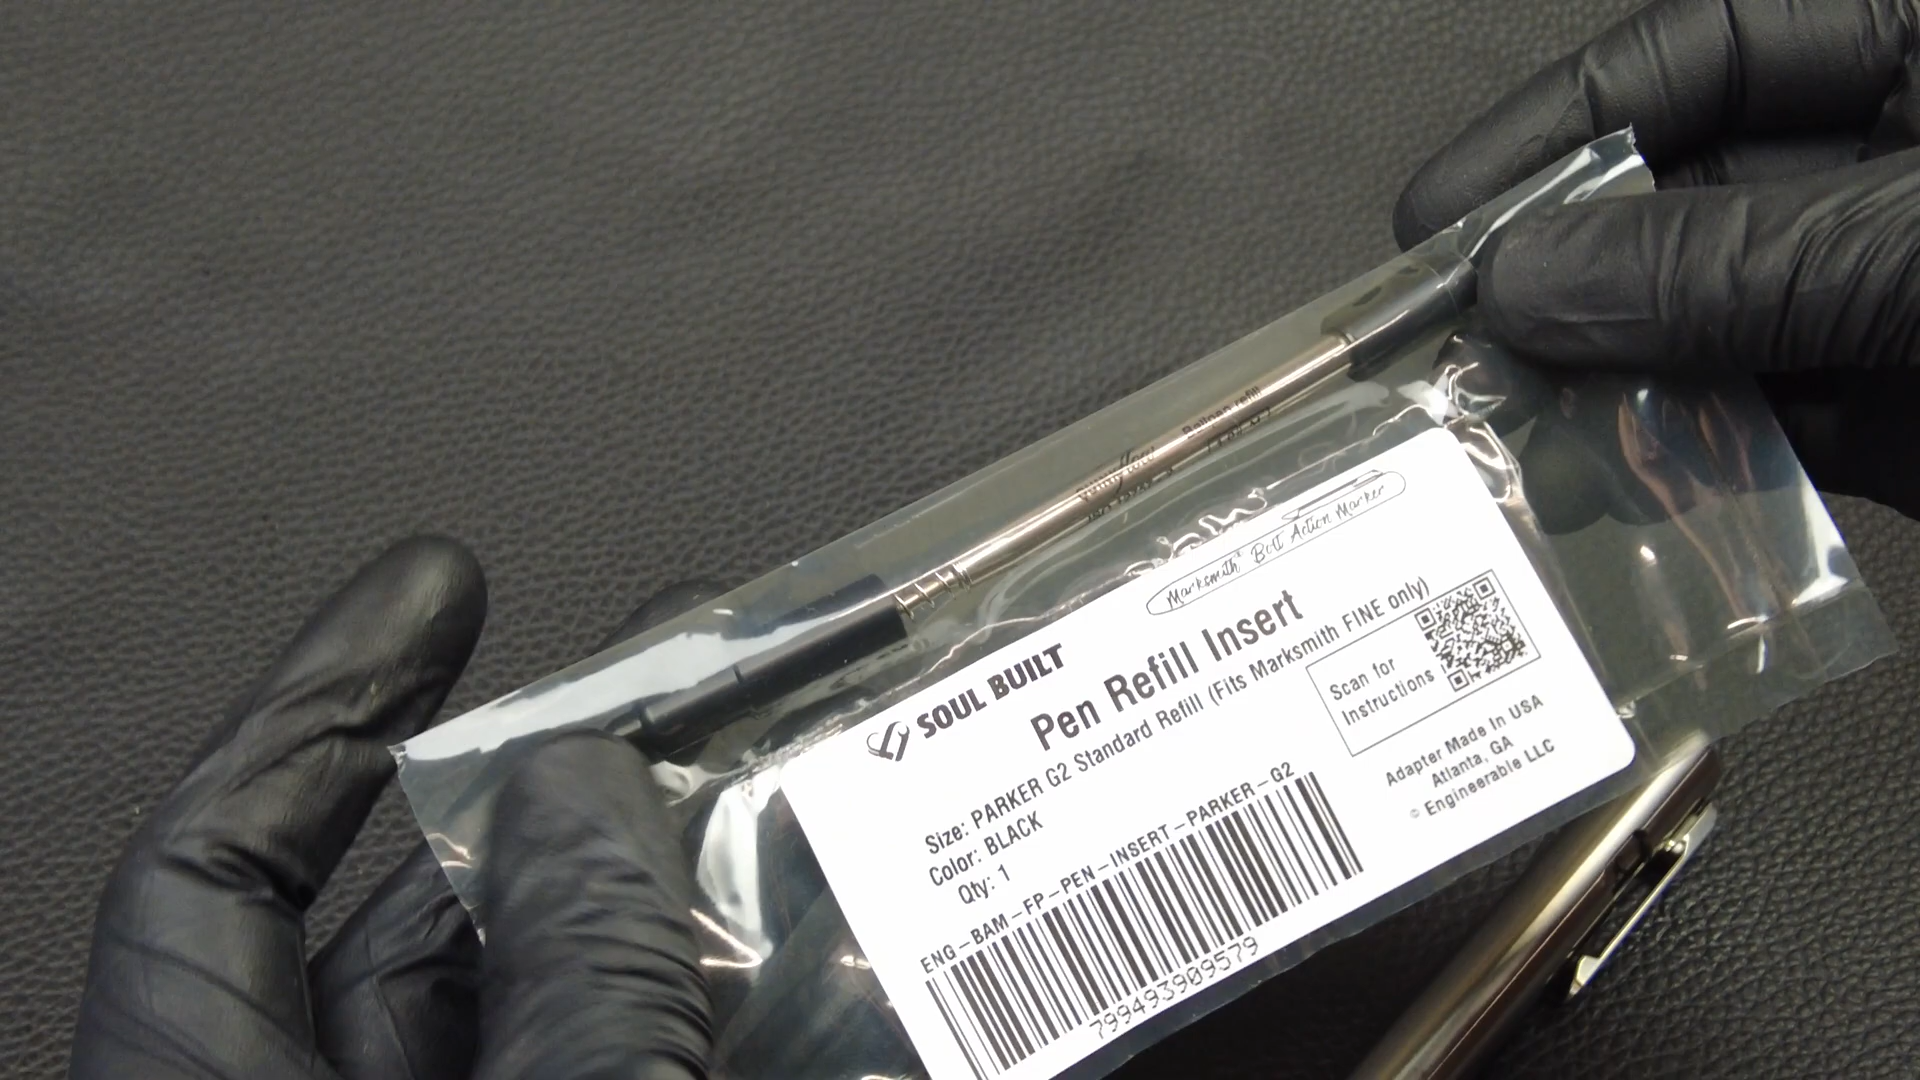 Ballpen refill
Marksmith Bolt Action Marker
SOUL BUILT
Pen Refill Insert
Size: PARKER G2 Standard Refill (Fits Marksmith FINE only)
Color: BLACK
Qty: 1
Scan for
Instructions
Adapter Made In USA
Atlanta, GA
© Engineerable LLC
ENG-BAM-FP-PEN-INSERT-PARKER-G2
799493909579